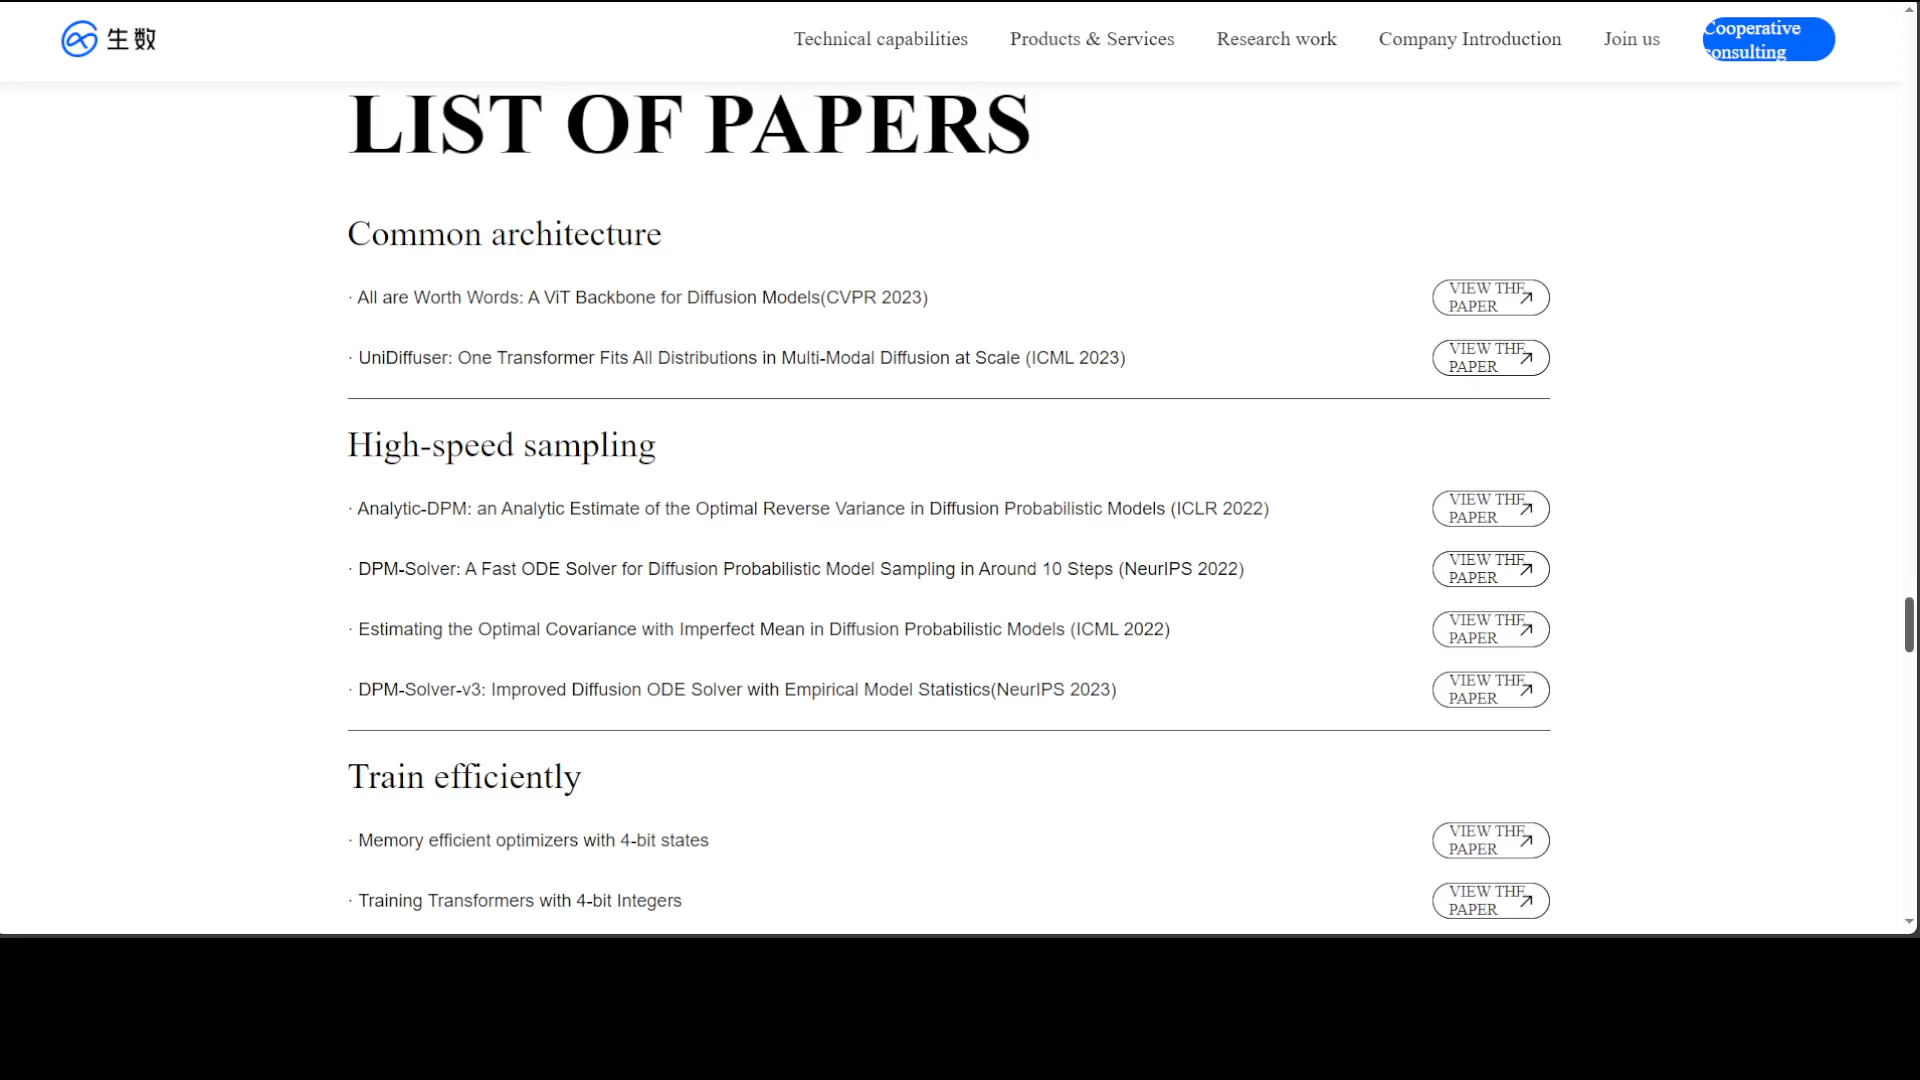 生数
Technical capabilities
Products & Services
Research work
Company Introduction
Join us
Cooperative
consulting
LIST OF PAPERS
Common architecture
· All are Worth Words: A ViT Backbone for Diffusion Models(CVPR 2023)
VIEW THE
PAPER
· UniDiffuser: One Transformer Fits All Distributions in Multi-Modal Diffusion at Scale (ICML 2023)
VIEW THE
PAPER
High-speed sampling
· Analytic-DPM: an Analytic Estimate of the Optimal Reverse Variance in Diffusion Probabilistic Models (ICLR 2022)
VIEW THE
PAPER
· DPM-Solver: A Fast ODE Solver for Diffusion Probabilistic Model Sampling in Around 10 Steps (NeurIPS 2022)
VIEW THE
PAPER
· Estimating the Optimal Covariance with Imperfect Mean in Diffusion Probabilistic Models (ICML 2022)
VIEW THE
PAPER
· DPM-Solver-v3: Improved Diffusion ODE Solver with Empirical Model Statistics(NeurIPS 2023)
VIEW THE
PAPER
Train efficiently
· Memory efficient optimizers with 4-bit states
VIEW THE
PAPER
· Training Transformers with 4-bit Integers
VIEW THE
PAPER